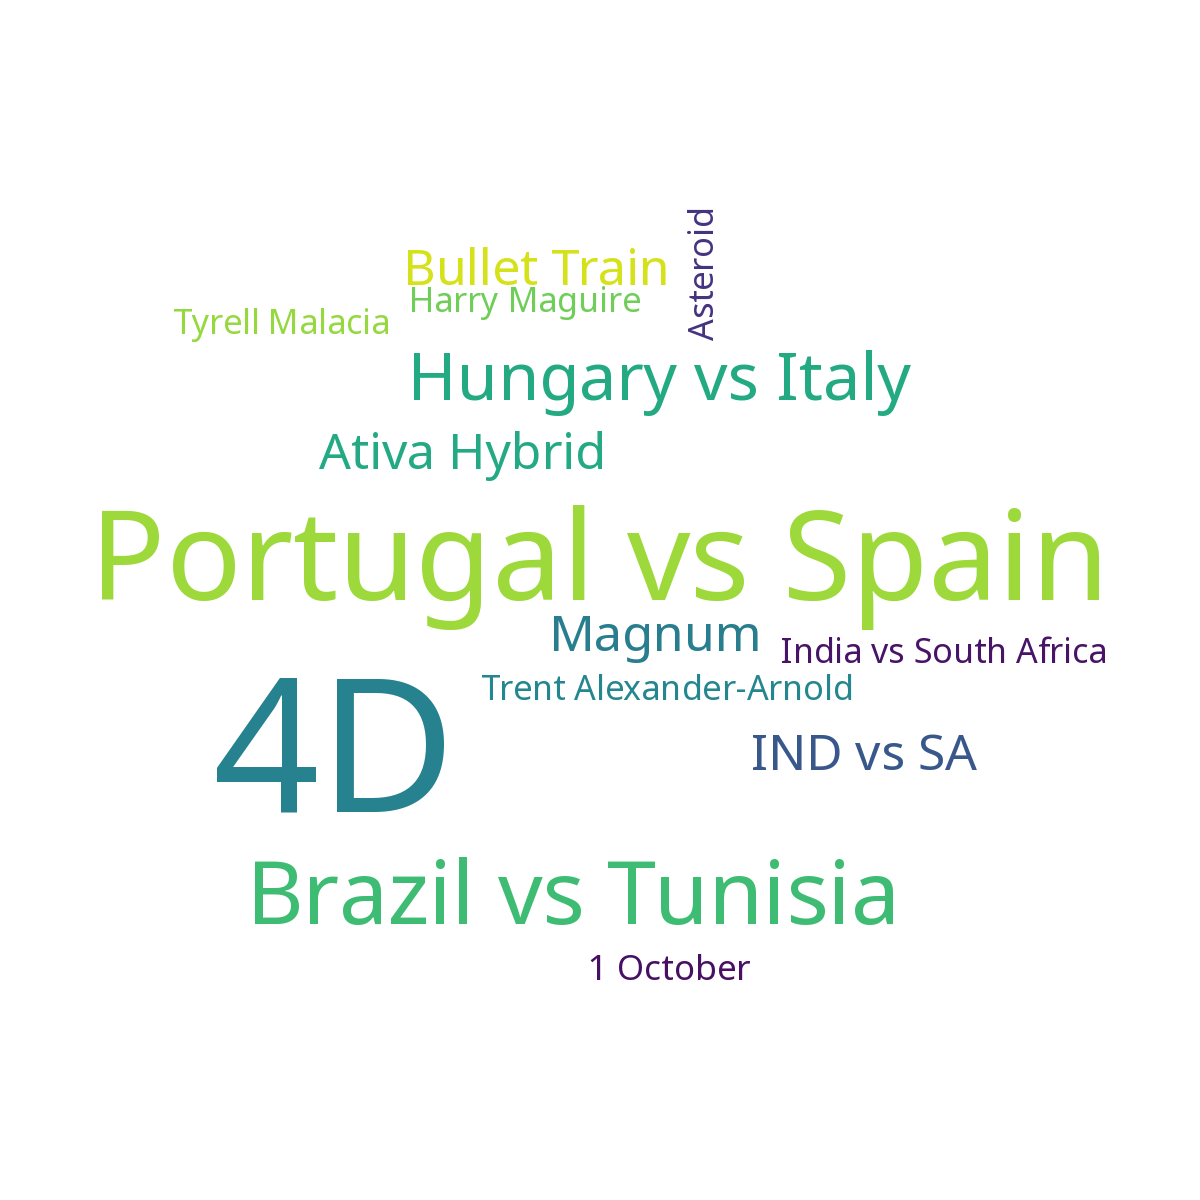 Asteroid
Bullet Train
Harry Maguire
Tyrell Malacia
Hungary vs Italy
Ativa Hybrid
Portugal vs Spain
Magnum
India vs South Africa
Trent Alexander-Arnold
4D
IND vs SA
Brazil vs Tunisia
1 October